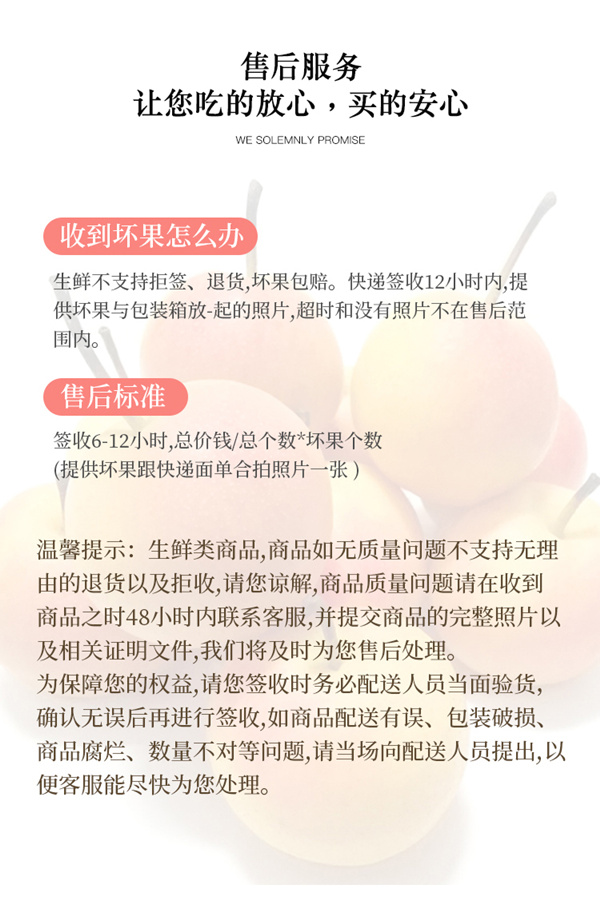 售后服务
让您吃的放心，买的安心
WE SOLEMNLY PROMISE
收到坏果怎么办
生鲜不支持拒签、退货,坏果包赔。快递签收12小时内,提
供坏果与包装箱放-起的照片,超时和没有照片不在售后范
围内。
售后标准
签收6-12小时,总价钱/总个数*坏果个数
(提供坏果跟快递面单合拍照片一张 )
温馨提示：生鲜类商品,商品如无质量问题不支持无理
由的退货以及拒收,请您谅解,商品质量问题请在收到
商品之时48小时内联系客服,并提交商品的完整照片以
及相关证明文件,我们将及时为您售后处理。
为保障您的权益,请您签收时务必配送人员当面验货,
确认无误后再进行签收,如商品配送有误、包装破损、
商品腐烂、数量不对等问题,请当场向配送人员提出,以
便客服能尽快为您处理。